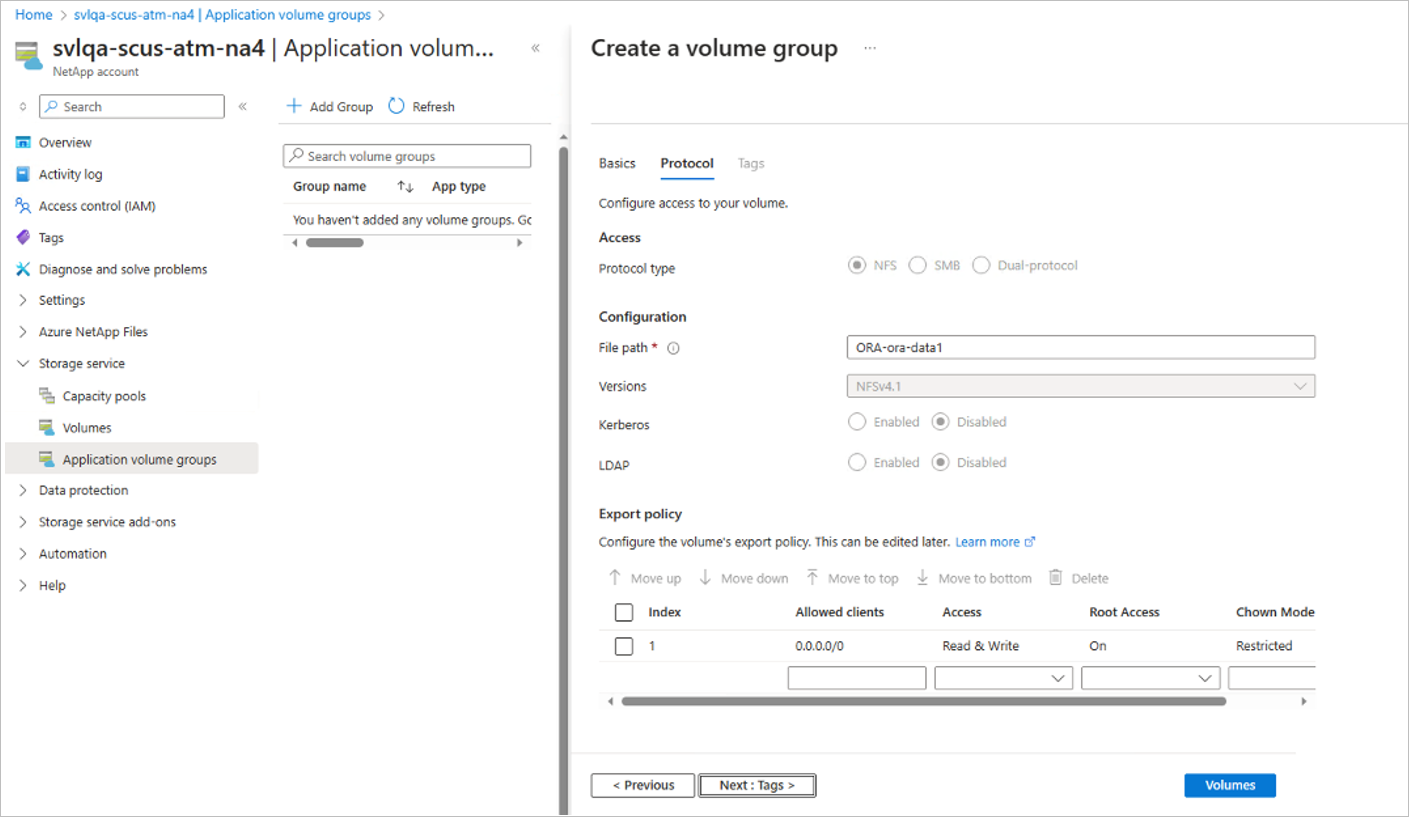 Home > svlqa-scus-atm-na4 | Application volume groups >
svlqa-scus-atm-na4 | Application volum...
NetApp account
Search
Overview
Activity log
Access control (IAM)
Tags
Diagnose and solve problems
Settings
Azure NetApp Files
Storage service
Capacity pools
Volumes
Application volume groups
Data protection
Storage service add-ons
Automation
Help
Add Group Refresh
Search volume groups
Group name App type
You haven't added any volume groups. Gc
Create a volume group ...
Basics Protocol Tags
Configure access to your volume.
Access
Protocol type NFS SMB Dual-protocol
Configuration
File path * ORA-ora-data1
Versions NFSv4.1
Kerberos Enabled Disabled
LDAP Enabled Disabled
Export policy
Configure the volume's export policy. This can be edited later. Learn more
Move up Move down Move to top Move to bottom Delete
Index Allowed clients Access Root Access Chown Mode
1 0.0.0.0/0 Read & Write On Restricted
< Previous Next : Tags > Volumes